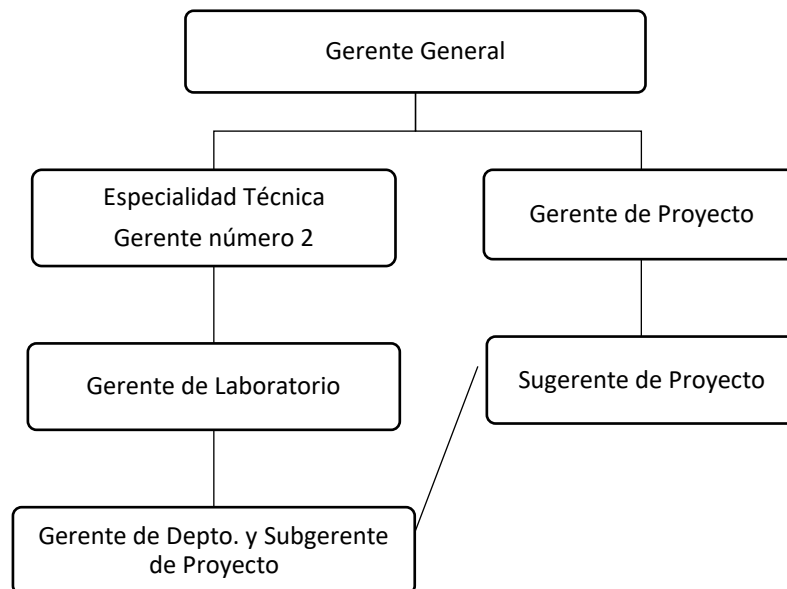 Gerente General
Especialidad Técnica
Gerente número 2
Gerente de Proyecto
Gerente de Laboratorio
Sugerente de Proyecto
Gerente de Depto. y Subgerente
de Proyecto